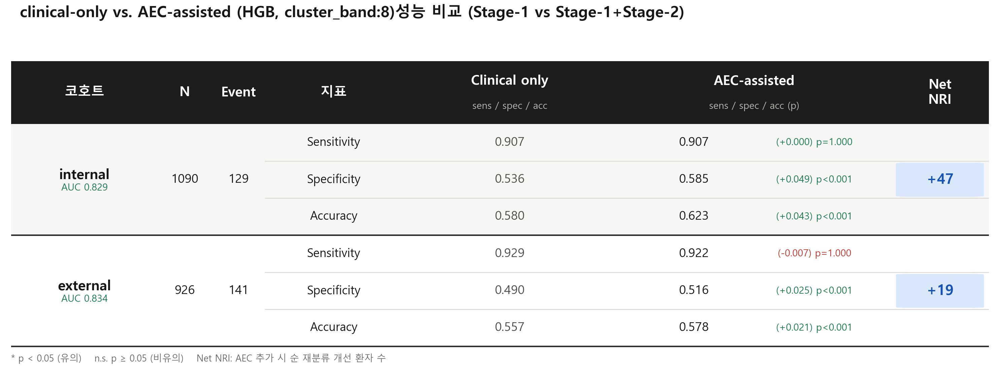 clinical-only vs. AEC-assisted (HGB, cluster_band:8)성능 비교 (Stage-1 vs Stage-1+Stage-2)
코호트 N Event 지표 Clinical only AEC-assisted Net NRI
sens / spec / acc sens / spec / acc (p)
Sensitivity 0.907 0.907 (+0.000) p=1.000
internal 1090 129 Specificity 0.536 0.585 (+0.049) p<0.001 +47
AUC 0.829
Accuracy 0.580 0.623 (+0.043) p<0.001
Sensitivity 0.929 0.922 (-0.007) p=1.000
external 926 141 Specificity 0.490 0.516 (+0.025) p<0.001 +19
AUC 0.834
Accuracy 0.557 0.578 (+0.021) p<0.001
* p < 0.05 (유의) n.s. p ≥ 0.05 (비유의) Net NRI: AEC 추가 시 순 재분류 개선 환자 수